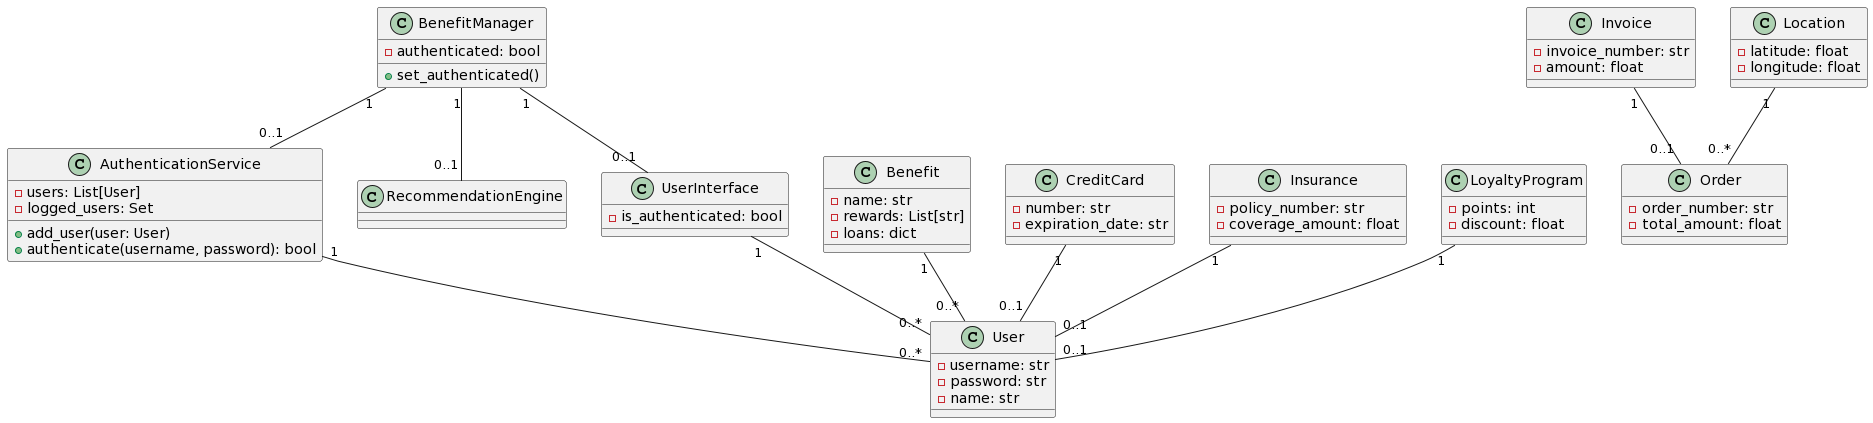 C BenefitManager
authenticated: bool
set_authenticated()
C Invoice
invoice_number: str
amount: float
C Location
latitude: float
longitude: float
1
1
1
1
1
0..1
0..1
0..1
0..1
0..*
C AuthenticationService
users: List[User]
logged_users: Set
add_user(user: User)
authenticate(username, password): bool
C RecommendationEngine
C UserInterface
is_authenticated: bool
C Benefit
name: str
rewards: List[str]
loans: dict
C CreditCard
number: str
expiration_date: str
C Insurance
policy_number: str
coverage_amount: float
C LoyaltyProgram
points: int
discount: float
C Order
order_number: str
total_amount: float
1
1
1
1
1
1
0..*
0..*
0..*
0..1
0..1
0..1
C User
username: str
password: str
name: str